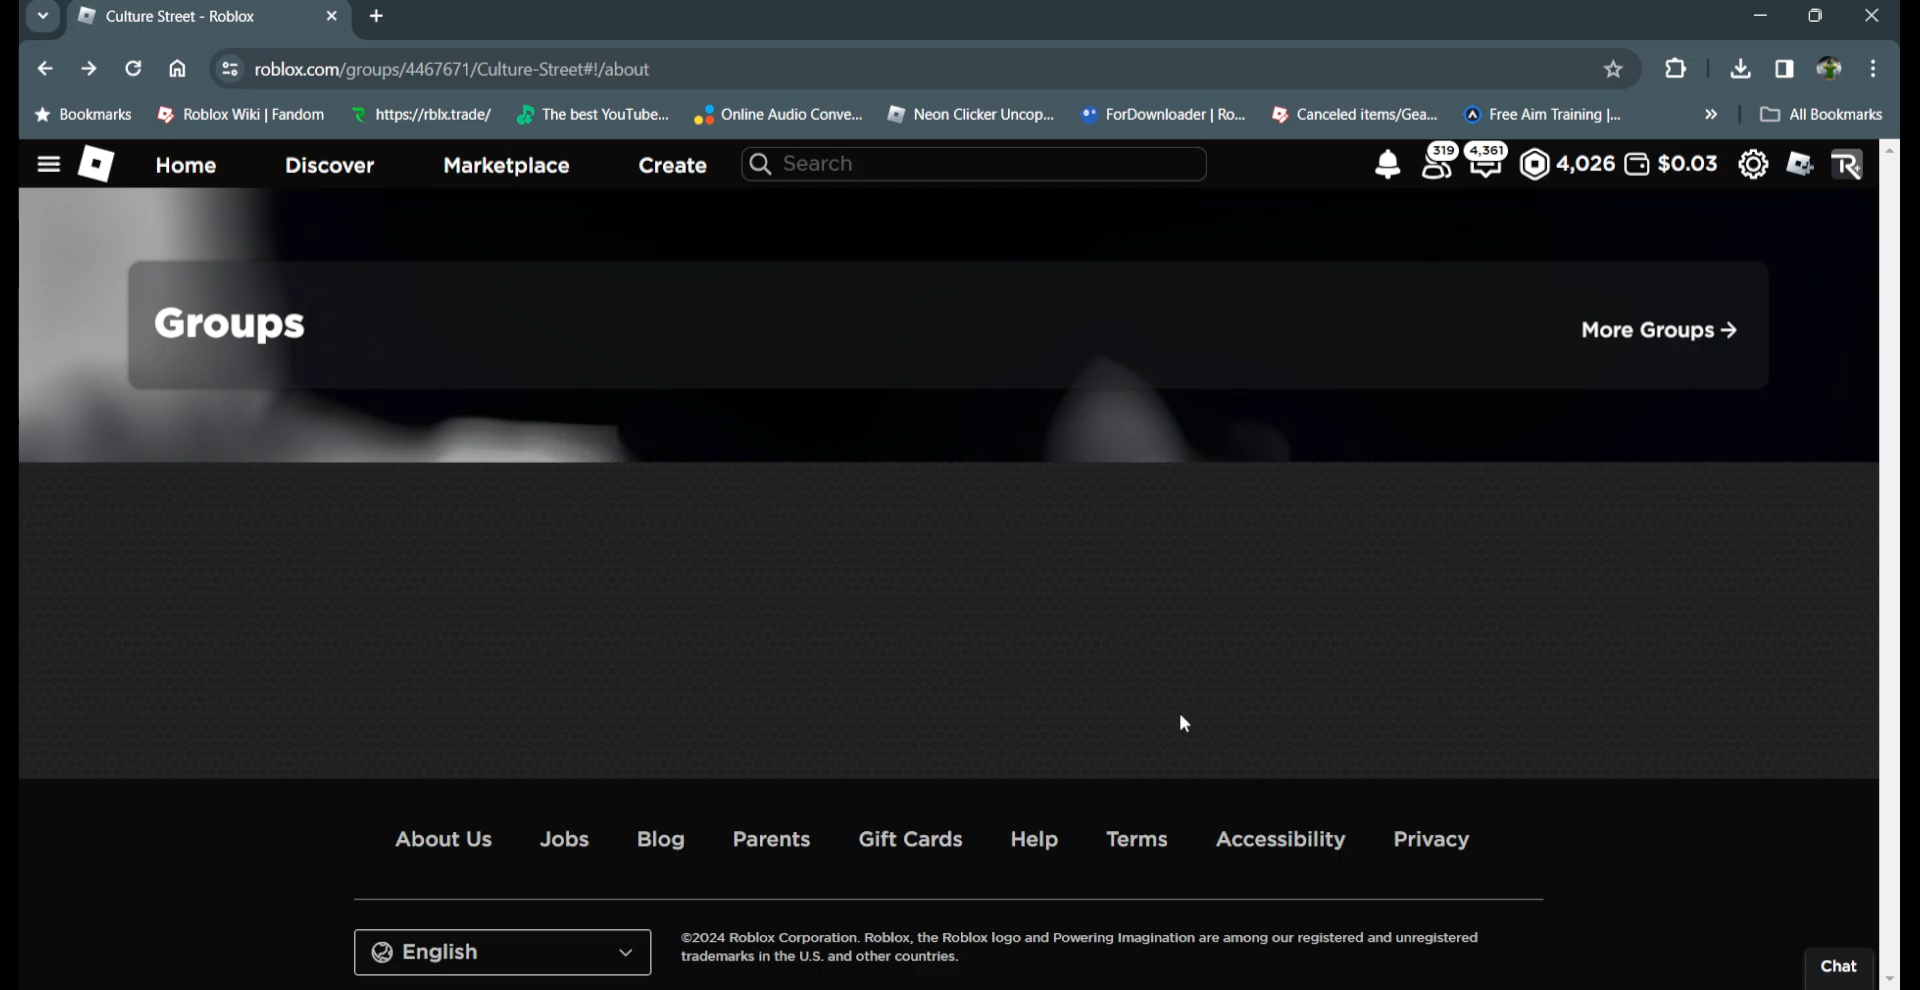 Culture Street - Roblox
roblox.com/groups/4467671/Culture-Street#!/about
Bookmarks Roblox Wiki | Fandom https://rblx.trade/ The best YouTube... Online Audio Conve... Neon Clicker Uncop... ForDownloader | Ro... Canceled items/Gea... Free Aim Training |... » All Bookmarks
Home Discover Marketplace Create Search 319 4,361 4,026 $0.03
Groups
More Groups →
About Us Jobs Blog Parents Gift Cards Help Terms Accessibility Privacy
English
©2024 Roblox Corporation. Roblox, the Roblox logo and Powering Imagination are among our registered and unregistered
trademarks in the U.S. and other countries.
Chat